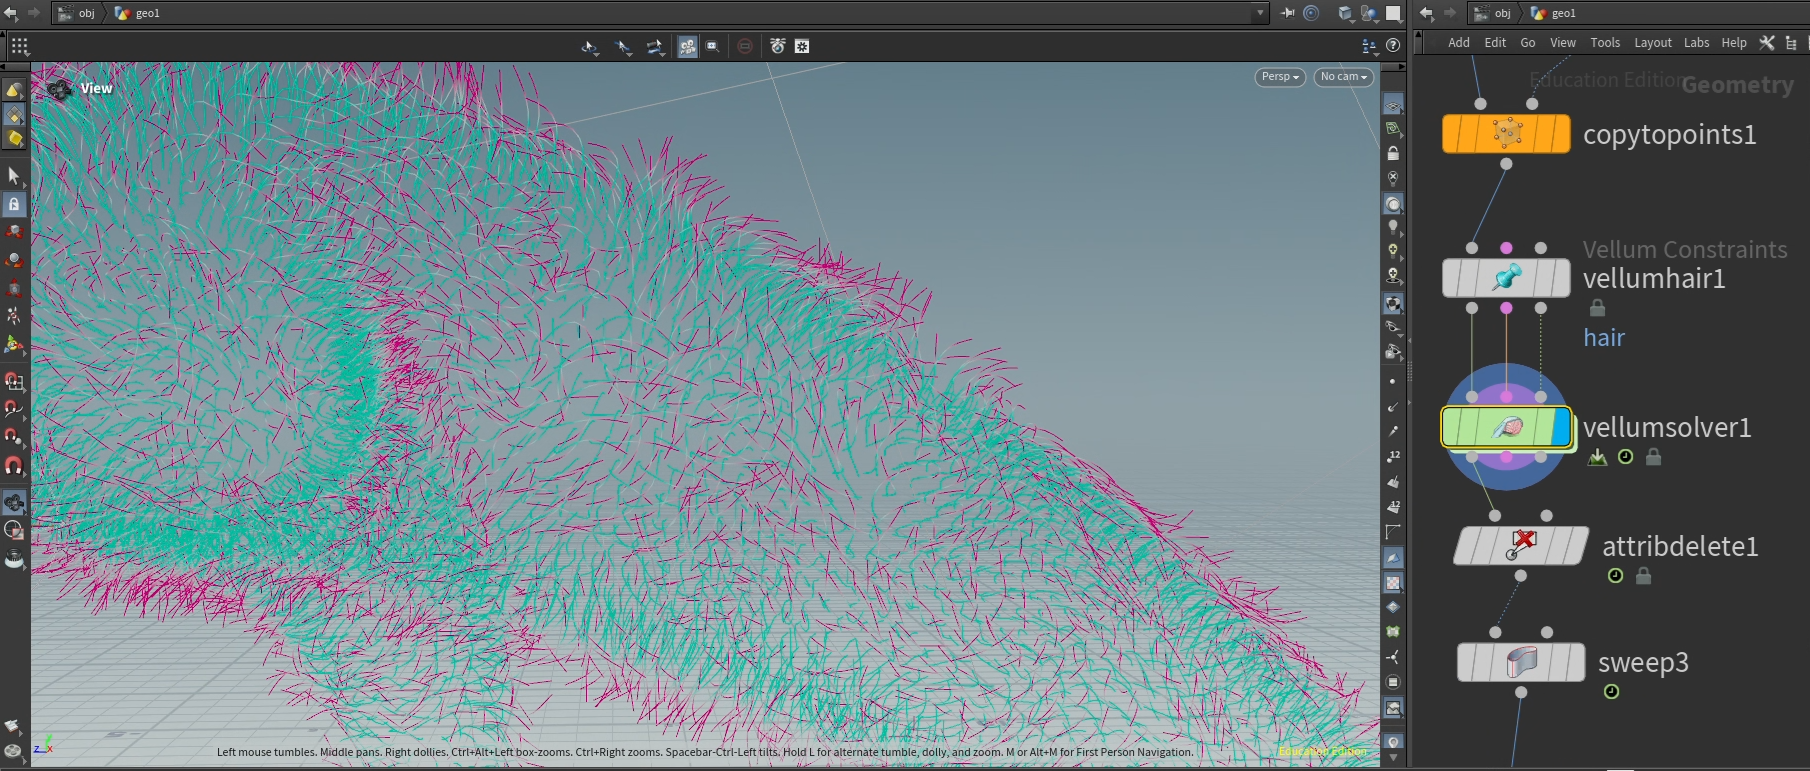 obj geo1
obj geo1
View
Persp No cam
Add Edit Go View Tools Layout Labs Help
Education Edition Geometry
copytopoints1
Vellum Constraints
vellumhair1
hair
vellumsolver1
attribdelete1
sweep3
12
12
z x y
Left mouse tumbles. Middle pans. Right dollies. Ctrl+Alt+Left box-zooms. Ctrl+Right zooms. Spacebar-Ctrl-Left tilts. Hold L for alternate tumble, dolly, and zoom. M or Alt+M for First Person Navigation.
Education Edition